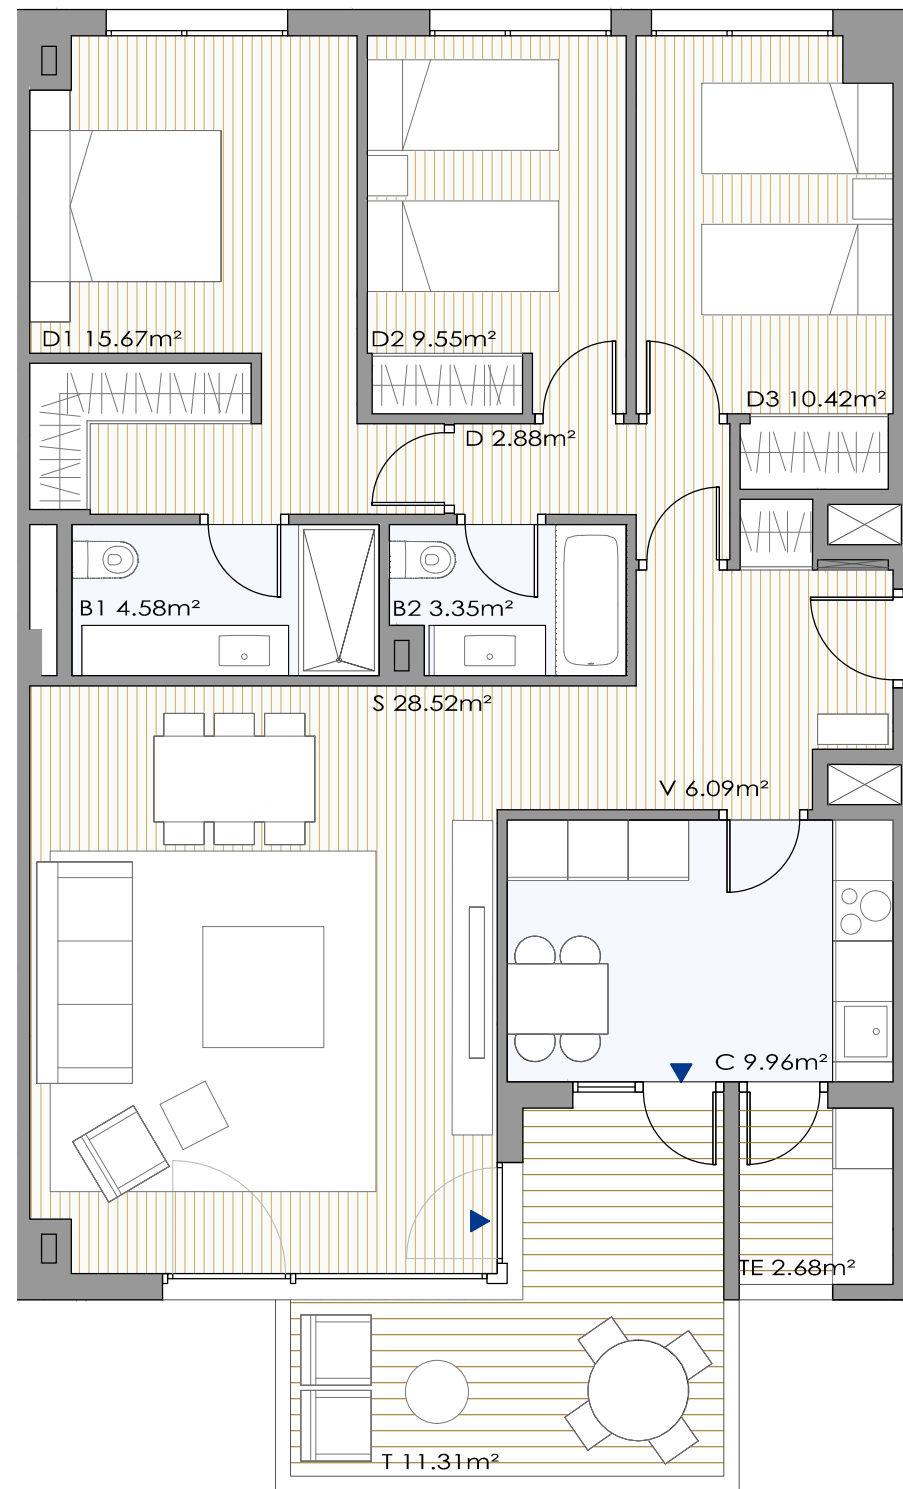 D1 15.67m²
D2 9.55m²
D3 10.42m²
D 2.88m²
B1 4.58m²
B2 3.35m²
S 28.52m²
V 6.09m²
C 9.96m²
TE 2.68m²
T 11.31m²